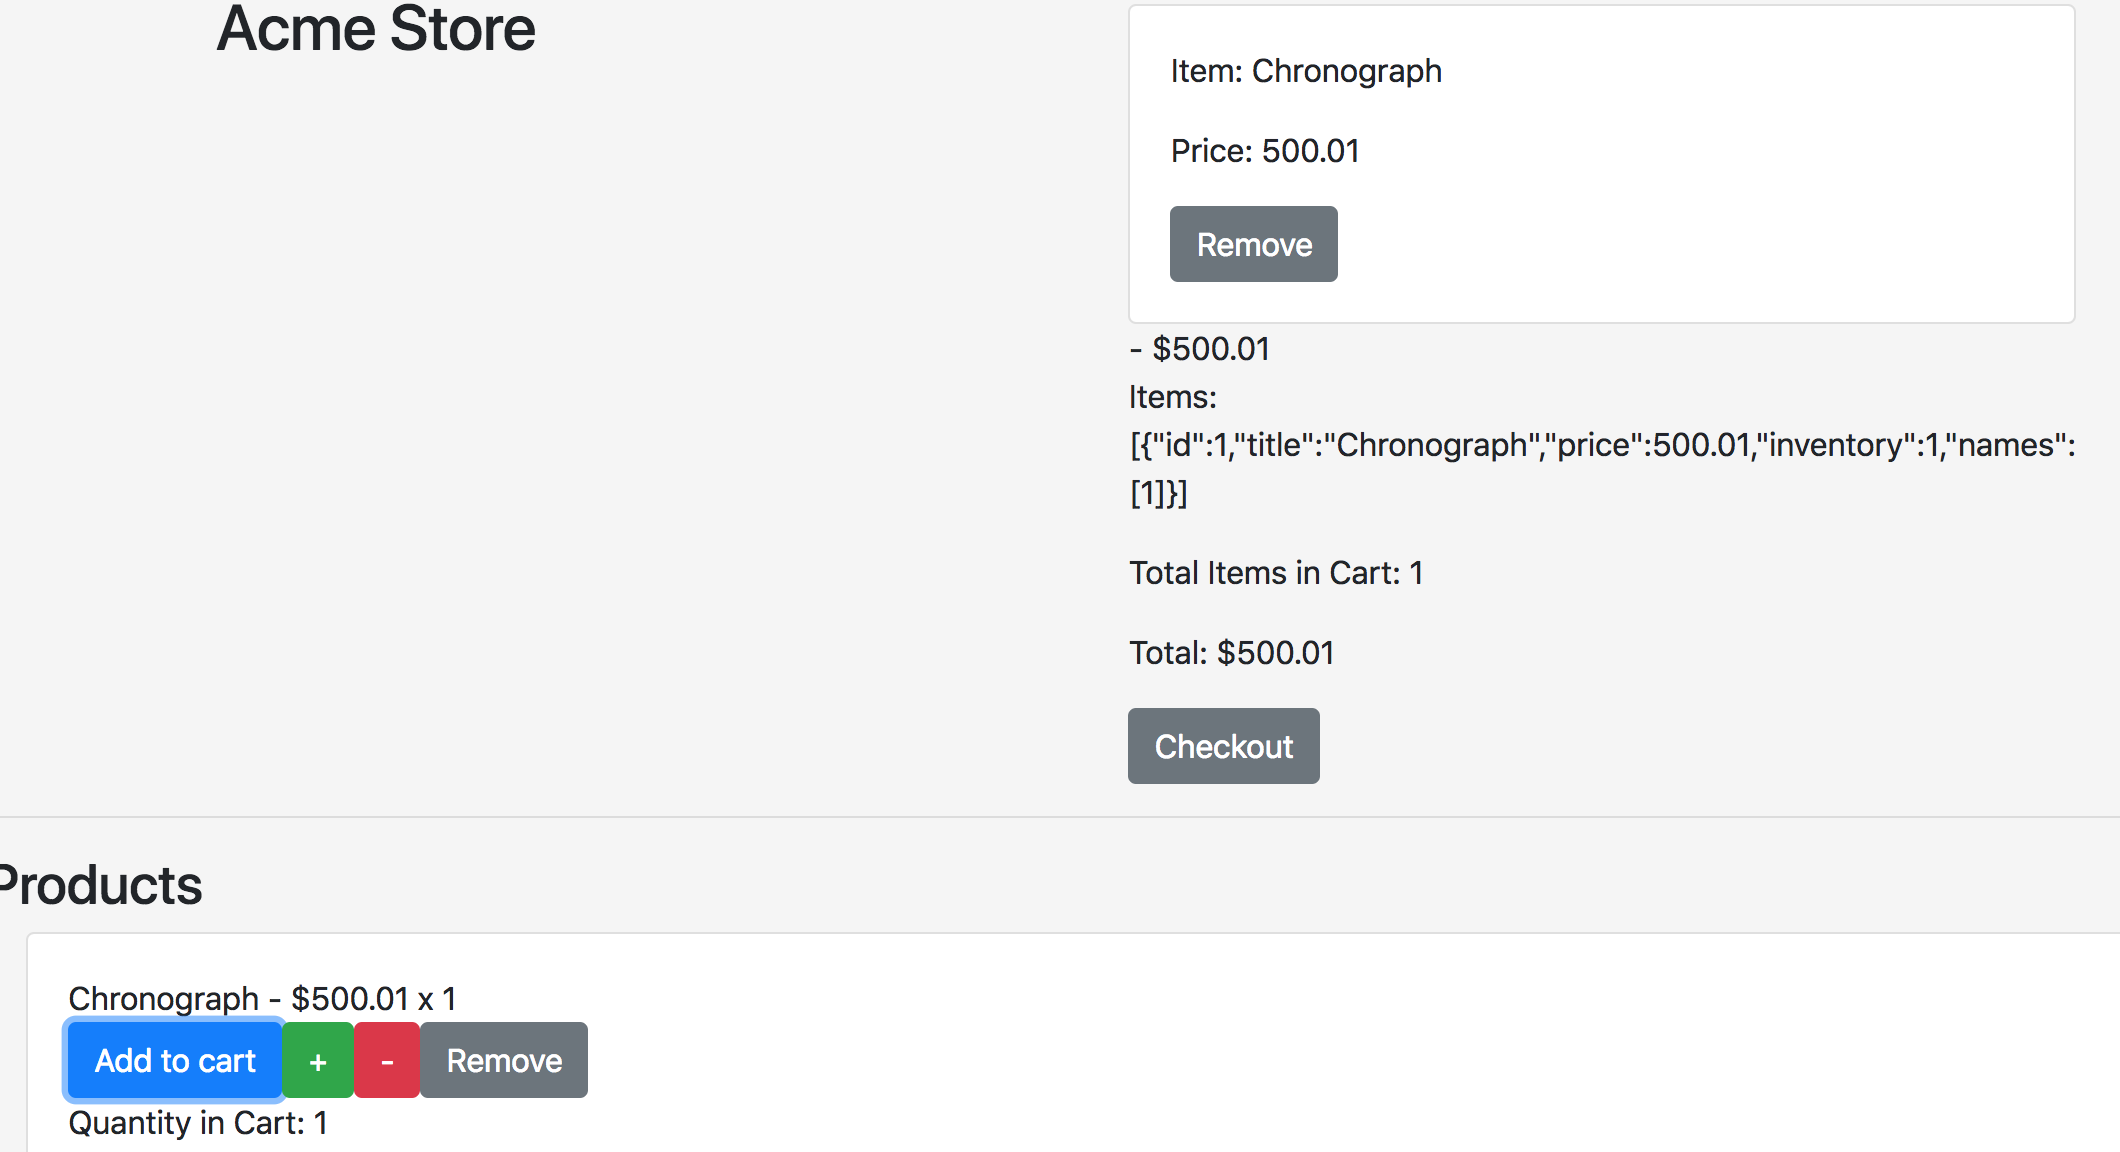 Acme Store
Item: Chronograph
Price: 500.01
Remove
- $500.01
Items:
[{"id":1,"title":"Chronograph","price":500.01,"inventory":1,"names":
[1]}]
Total Items in Cart: 1
Total: $500.01
Checkout
Products
Chronograph - $500.01 x 1
Add to cart + - Remove
Quantity in Cart: 1